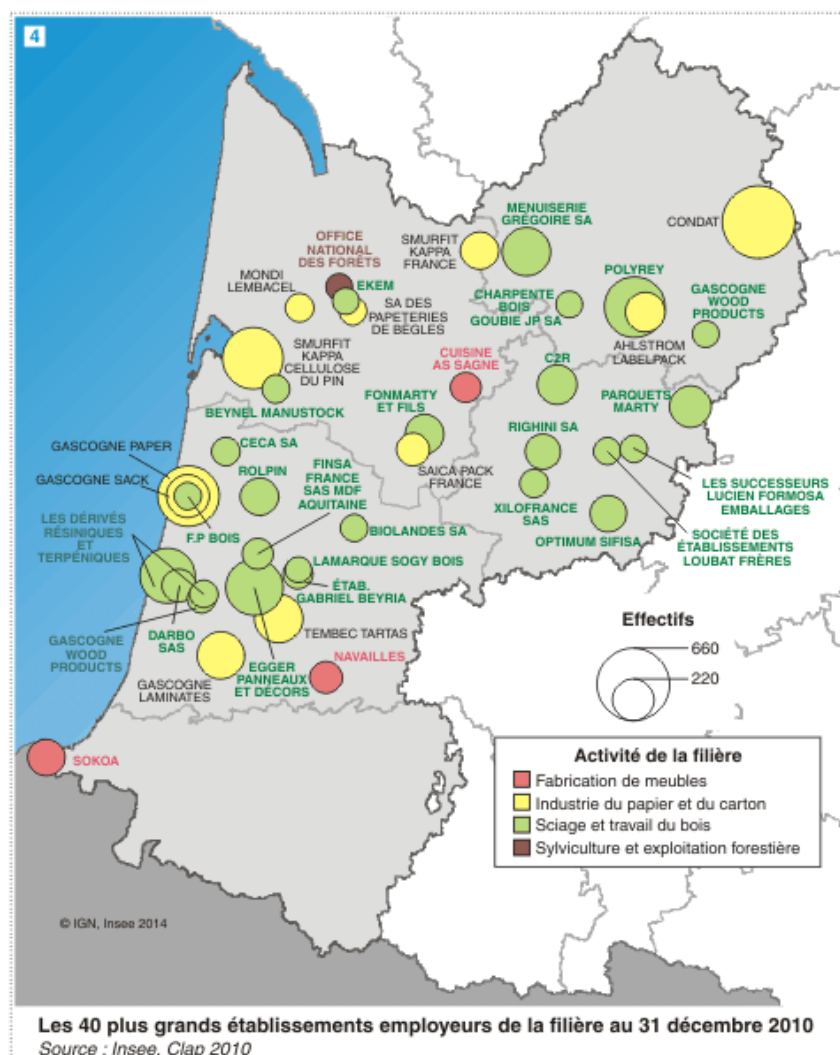 4
MENUISERIE
GRÉGOIRE SA
CONDAT
OFFICE
NATIONAL
DES FORÊTS
SMURFIT
KAPPA
FRANCE
MONDI
LEMBACEL
EKEM
SA DES
PAPETERIES
DE BÈGLES
CHARPENTE
BOIS
GOUBIE JP SA
POLYREY
GASCOGNE
WOOD
PRODUCTS
AHLSTROM
LABELPACK
SMURFIT
KAPPA
CELLULOSE
DU PIN
CUISINE
AS SAGNE
C2R
BEYNEL MANUSTOCK
FONMARTY
ET FILS
PARQUETS
MARTY
GASCOGNE PAPER
CECA SA
RIGHINI SA
GASCOGNE SACK
ROLPIN
FINSA
FRANCE
SAS MDF
AQUITAINE
SAICA PACK
FRANCE
LES SUCCESSEURS
LUCIEN FORMOSA
EMBALLAGES
XILOFRANCE
SAS
LES DÉRIVÉS
RÉSINIQUES
ET
TERPÉNIQUES
F.P BOIS
BIOLANDES SA
OPTIMUM SIFISA
SOCIÉTÉ DES
ÉTABLISSEMENTS
LOUBAT FRÈRES
LAMARQUE SOGY BOIS
ÉTAB.
GABRIEL BEYRIA
GASCOGNE
WOOD
PRODUCTS
DARBO
SAS
TEMBEC TARTAS
NAVAILLES
EGGER
PANNEAUX
ET DÉCORS
GASCOGNE
LAMINATES
SOKOA
Effectifs
660
220
Activité de la filière
Fabrication de meubles
Industrie du papier et du carton
Sciage et travail du bois
Sylviculture et exploitation forestière
© IGN, Insee 2014
Les 40 plus grands établissements employeurs de la filière au 31 décembre 2010
Source : Insee, Clap 2010